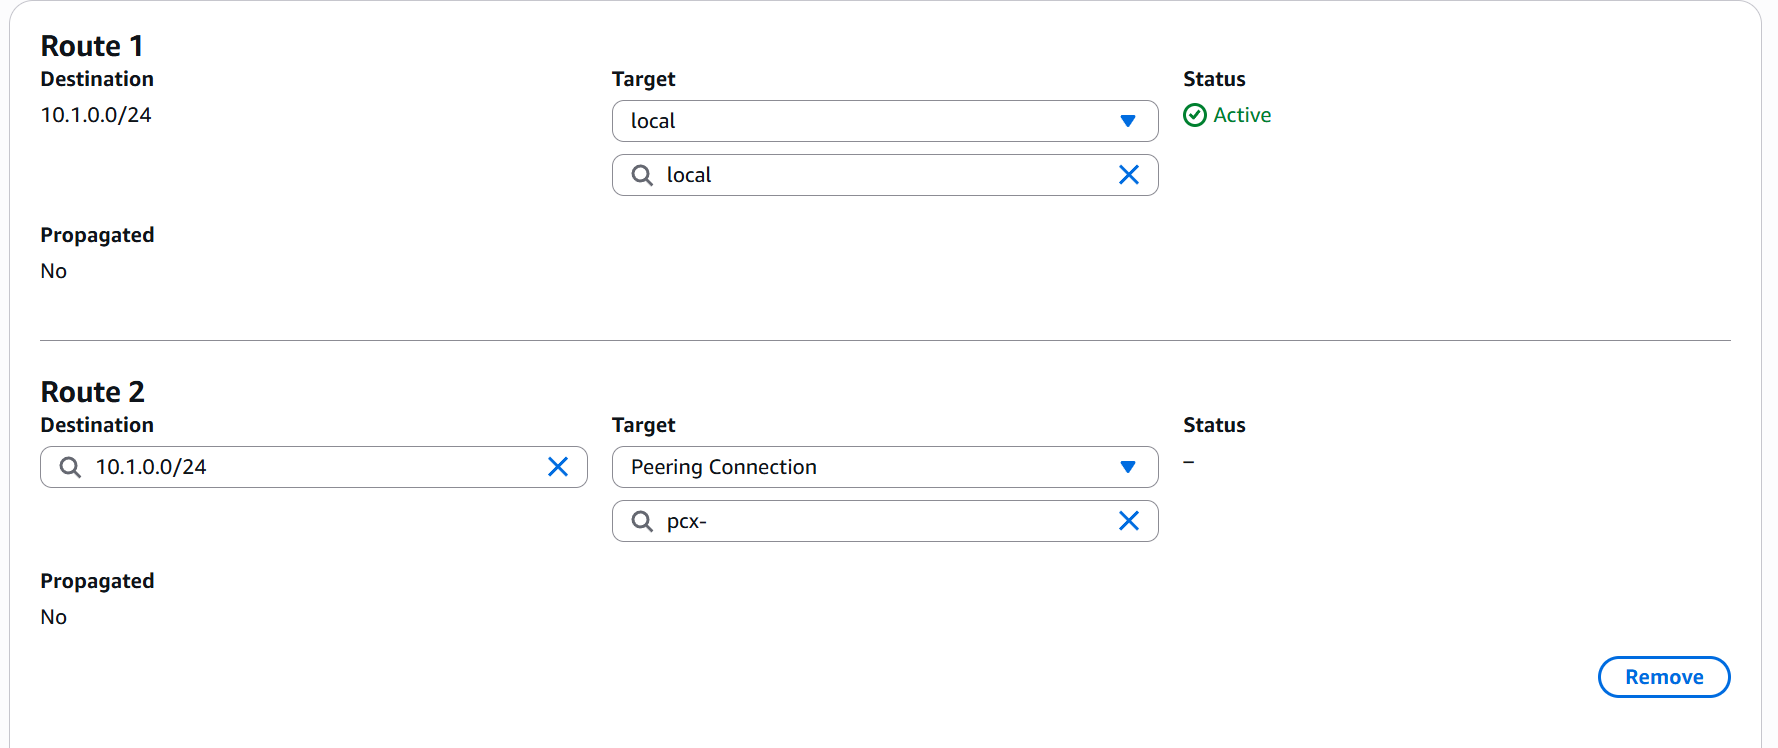 Route 1
Destination
Target
Status
10.1.0.0/24
local
Active
local
Propagated
No
Route 2
Destination
Target
Status
10.1.0.0/24
Peering Connection
–
pcx-
Propagated
No
Remove